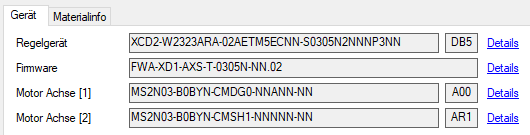 Gerät Materialinfo
Regelgerät XCD2-W2323ARA-02AETM5ECNN-S0305N2NNNP3NN DB5 Details
Firmware FWA-XD1-AXS-T-0305N-NN.02 Details
Motor Achse [1] MS2N03-B0BYN-CMDG0-NNANN-NN A00 Details
Motor Achse [2] MS2N03-B0BYN-CMSH1-NNNNN-NN AR1 Details